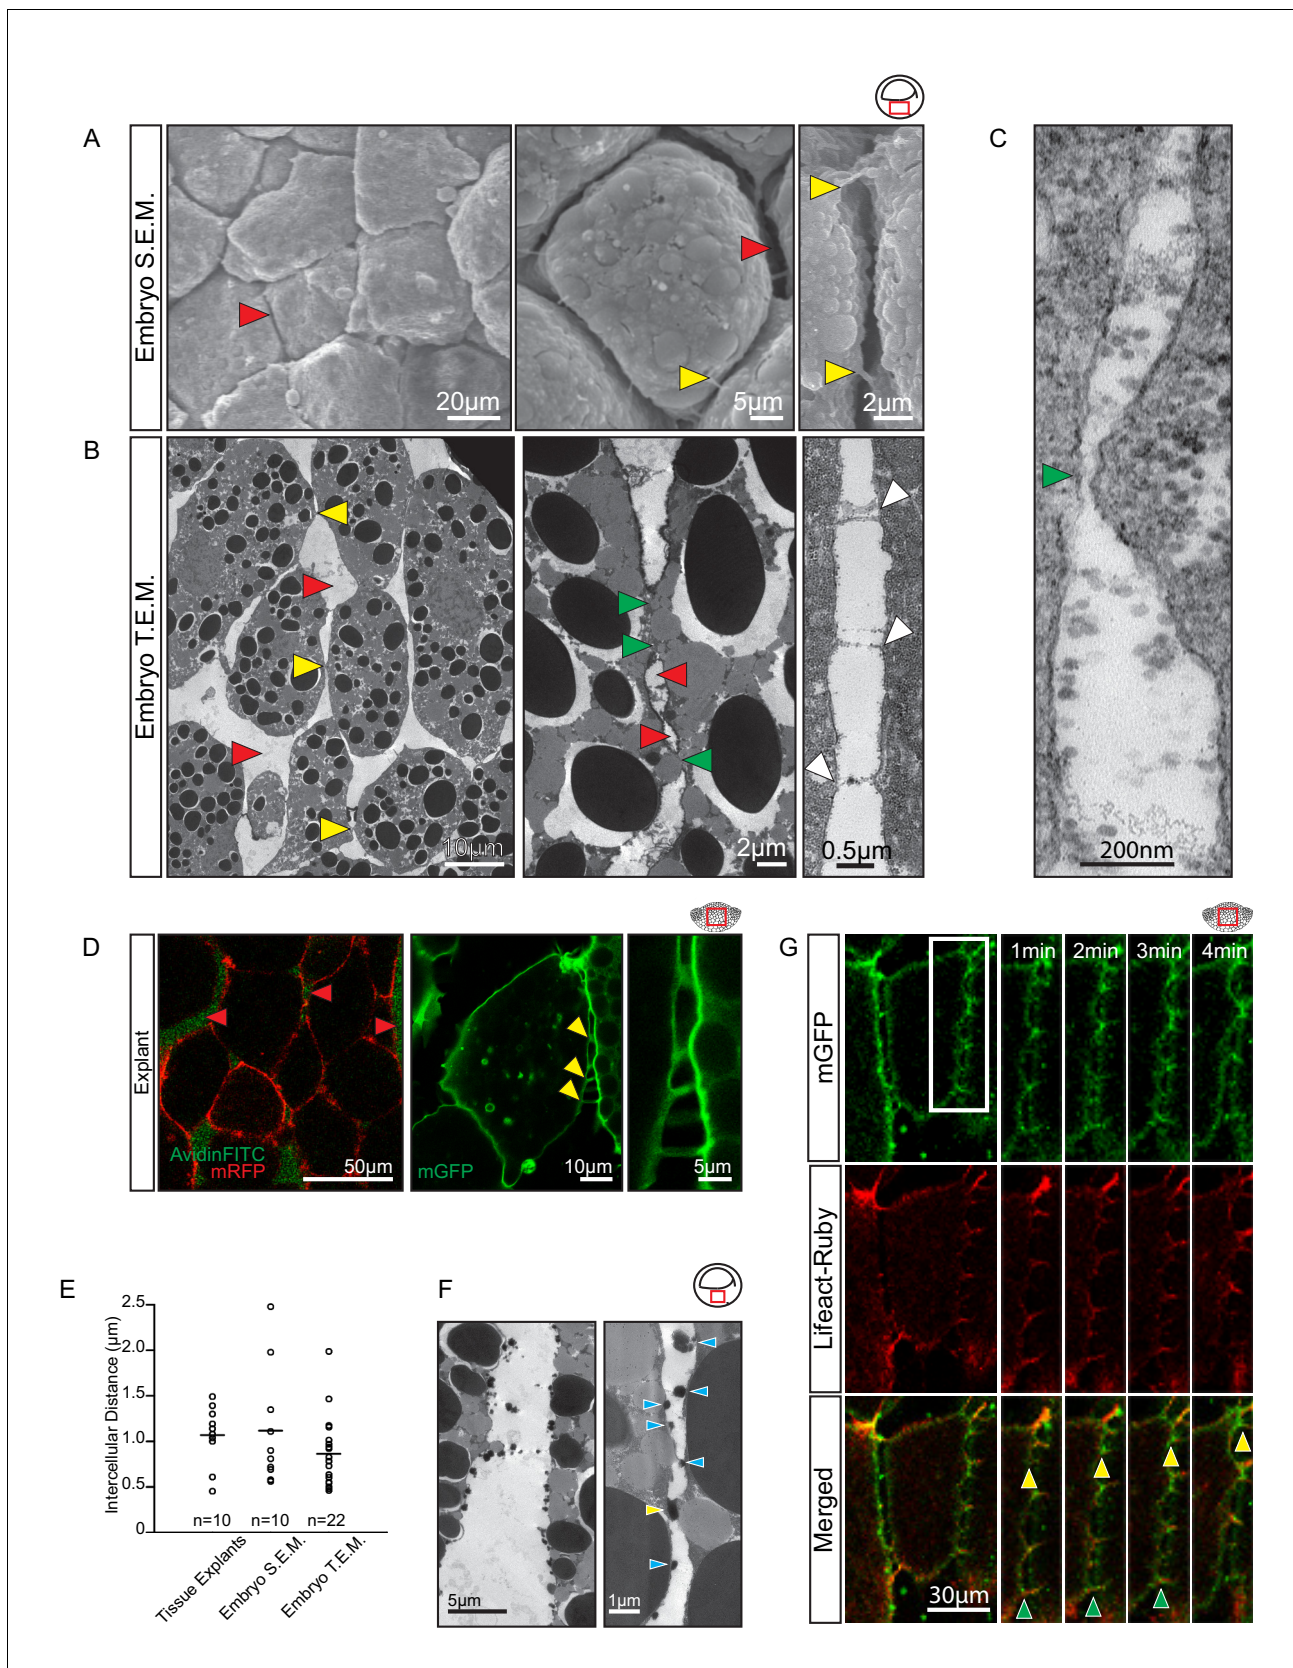 A
Embryo S.E.M.
20µm
5µm
2µm
C
200nm
B
Embryo T.E.M.
10µm
2µm
0.5µm
D
Explant
AvidinFITC
mRFP
50µm
mGFP
10µm
5µm
G
mGFP
1min
2min
3min
4min
Lifeact-Ruby
Merged
30µm
E
Intercellular Distance (µm)
2.5
2.0
1.5
1.0
0.5
0
n=10
n=10
n=22
Tissue Explants
Embryo S.E.M.
Embryo T.E.M.
F
5µm
1µm